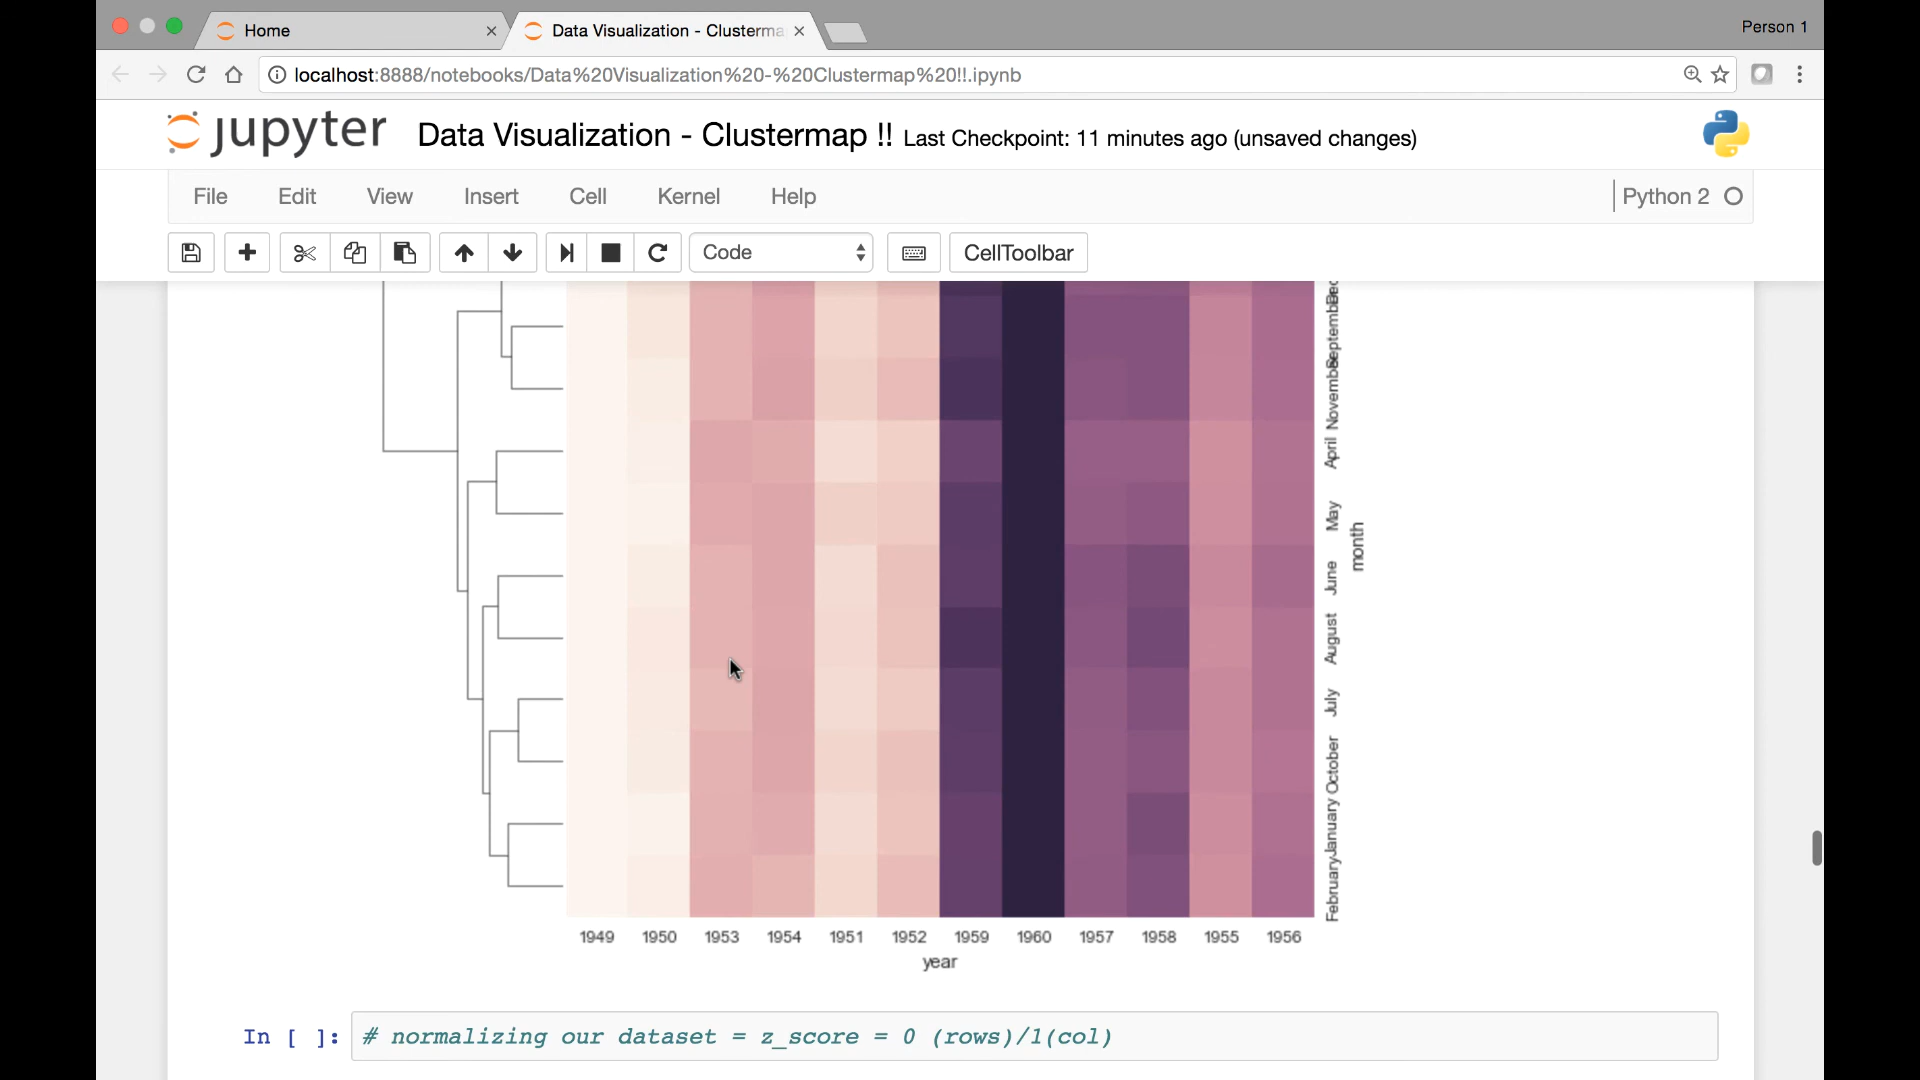 Home
Data Visualization - Clusterma
Person 1
localhost:8888/notebooks/Data%20Visualization%20-%20Clustermap%20!!.ipynb
jupyter Data Visualization - Clustermap !! Last Checkpoint: 11 minutes ago (unsaved changes)
File Edit View Insert Cell Kernel Help Python 2
Code CellToolbar
Dec
September
November
April
May
June
August
July
October
January
February
month
1949 1950 1953 1954 1951 1952 1959 1960 1957 1958 1955 1956
year
In [ ]: # normalizing our dataset = z_score = 0 (rows)/1(col)